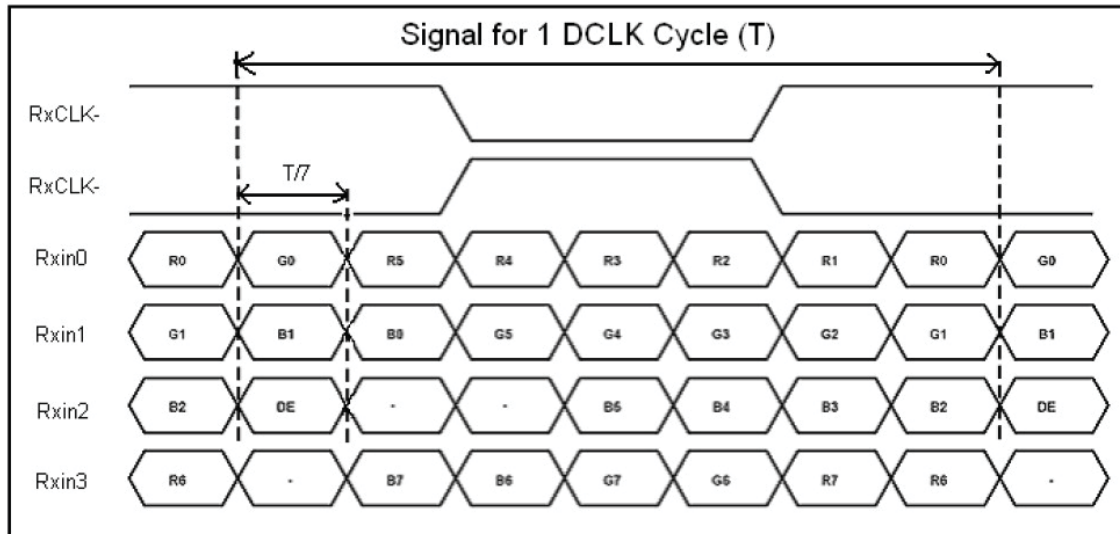 Signal for 1 DCLK Cycle (T)
RxCLK-
RxCLK-
T/7
Rxin0 R0 G0 R5 R4 R3 R2 R1 R0 G0
Rxin1 G1 B1 B0 G5 G4 G3 G2 G1 B1
Rxin2 B2 DE - - B5 B4 B3 B2 DE
Rxin3 R6 - B7 B6 G7 G6 R7 R6 -